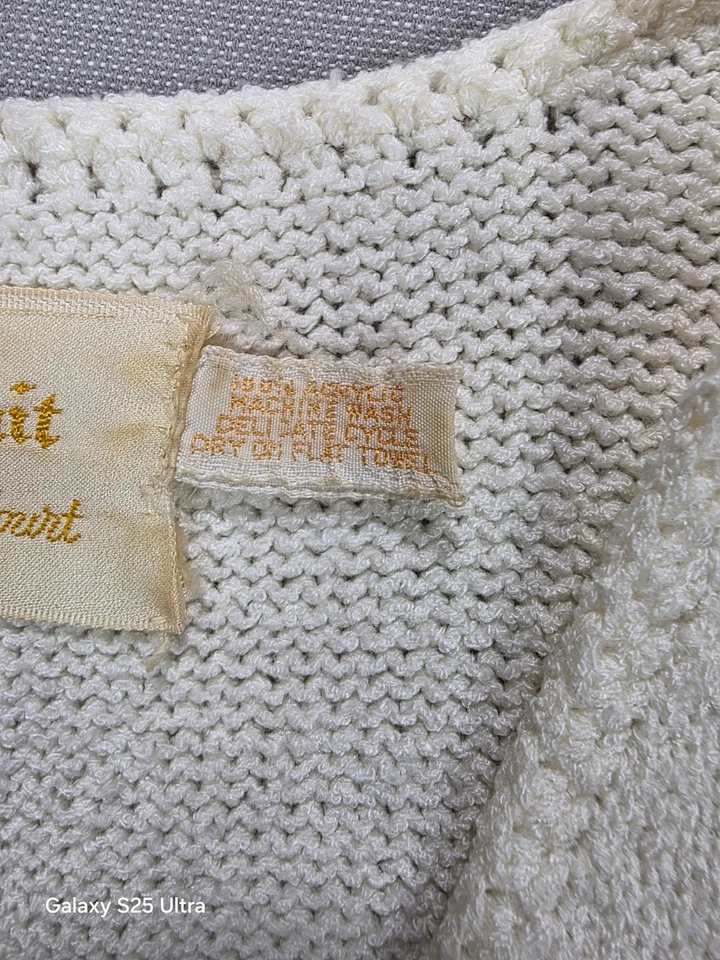 100% ACRYLIC
MACHINE WASH
DELICATE CYCLE
DRY ON FLAT TOWEL
Galaxy S25 Ultra